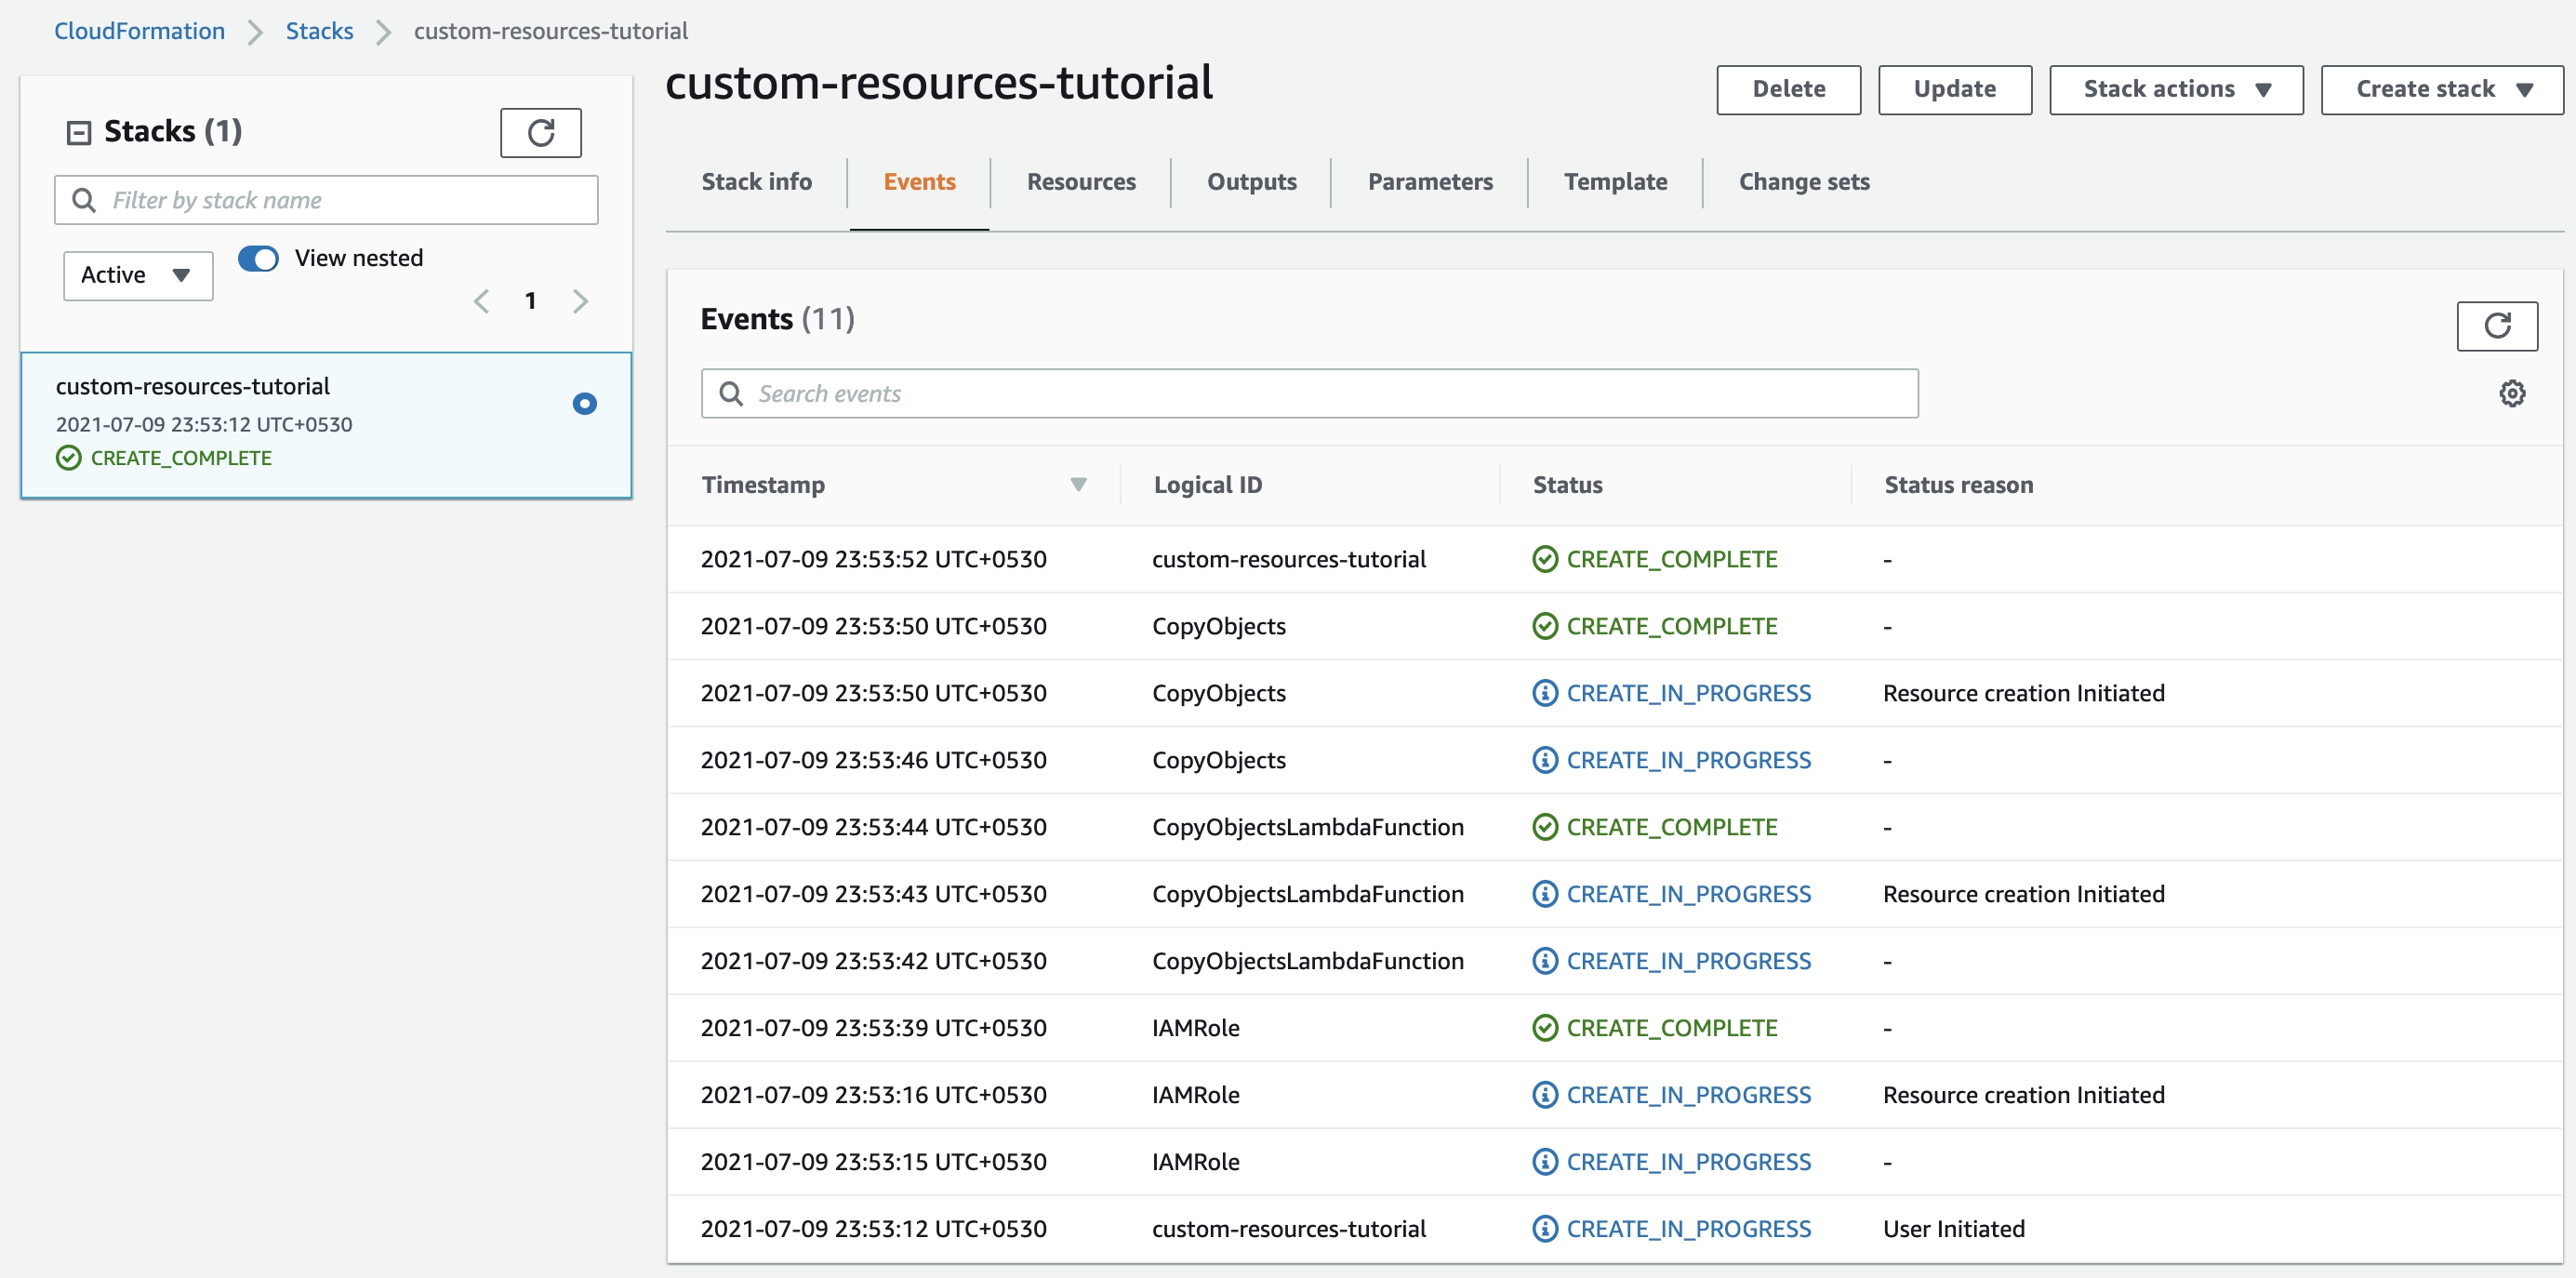 CloudFormation > Stacks > custom-resources-tutorial
Stacks (1)
Filter by stack name
Active
View nested
1
custom-resources-tutorial
2021-07-09 23:53:12 UTC+0530
CREATE_COMPLETE
custom-resources-tutorial
Delete Update Stack actions Create stack
Stack info Events Resources Outputs Parameters Template Change sets
Events (11)
Search events
Timestamp Logical ID Status Status reason
2021-07-09 23:53:52 UTC+0530 custom-resources-tutorial CREATE_COMPLETE -
2021-07-09 23:53:50 UTC+0530 CopyObjects CREATE_COMPLETE -
2021-07-09 23:53:50 UTC+0530 CopyObjects CREATE_IN_PROGRESS Resource creation Initiated
2021-07-09 23:53:46 UTC+0530 CopyObjects CREATE_IN_PROGRESS -
2021-07-09 23:53:44 UTC+0530 CopyObjectsLambdaFunction CREATE_COMPLETE -
2021-07-09 23:53:43 UTC+0530 CopyObjectsLambdaFunction CREATE_IN_PROGRESS Resource creation Initiated
2021-07-09 23:53:42 UTC+0530 CopyObjectsLambdaFunction CREATE_IN_PROGRESS -
2021-07-09 23:53:39 UTC+0530 IAMRole CREATE_COMPLETE -
2021-07-09 23:53:16 UTC+0530 IAMRole CREATE_IN_PROGRESS Resource creation Initiated
2021-07-09 23:53:15 UTC+0530 IAMRole CREATE_IN_PROGRESS -
2021-07-09 23:53:12 UTC+0530 custom-resources-tutorial CREATE_IN_PROGRESS User Initiated